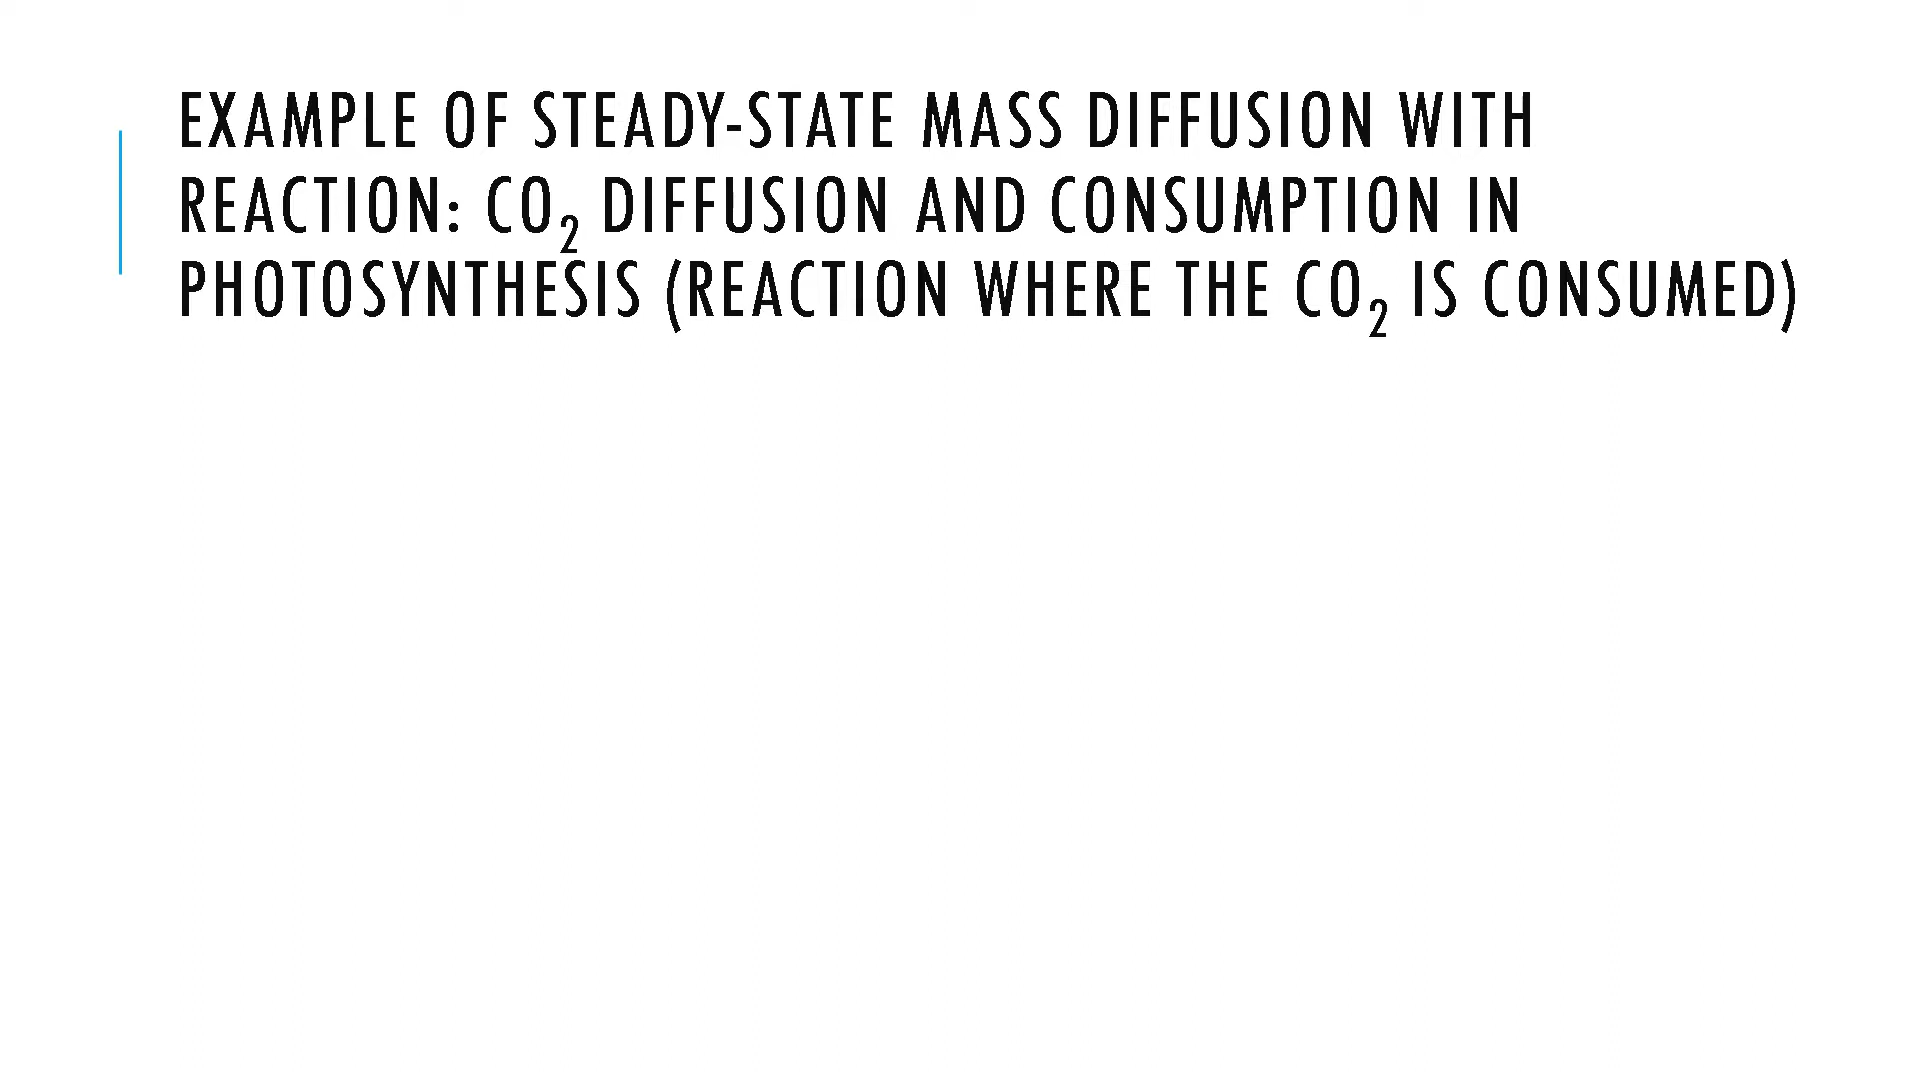 EXAMPLE OF STEADY-STATE MASS DIFFUSION WITH
REACTION: CO₂ DIFFUSION AND CONSUMPTION IN
PHOTOSYNTHESIS (REACTION WHERE THE CO₂ IS CONSUMED)